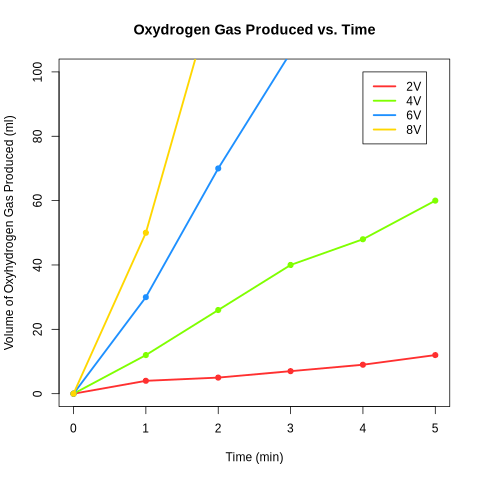 Oxydrogen Gas Produced vs. Time
Volume of Oxyhydrogen Gas Produced (ml)
100
80
60
40
20
0
2V
4V
6V
8V
0 1 2 3 4 5
Time (min)